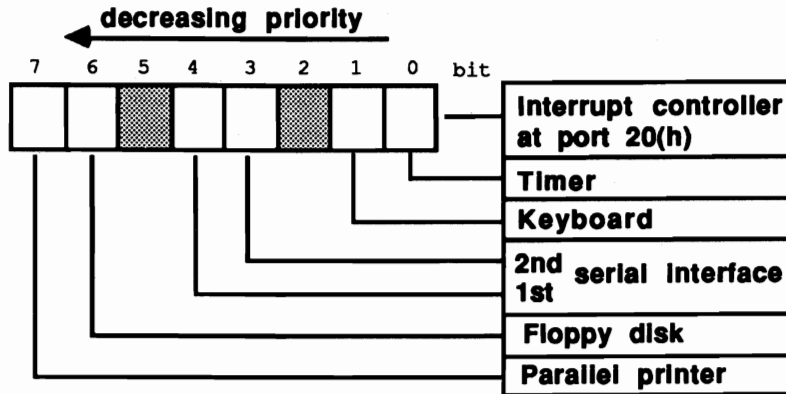 decreasing priority
7 6 5 4 3 2 1 0 bit
Interrupt controller
at port 20(h)
Timer
Keyboard
2nd
serial interface
1st
Floppy disk
Parallel printer